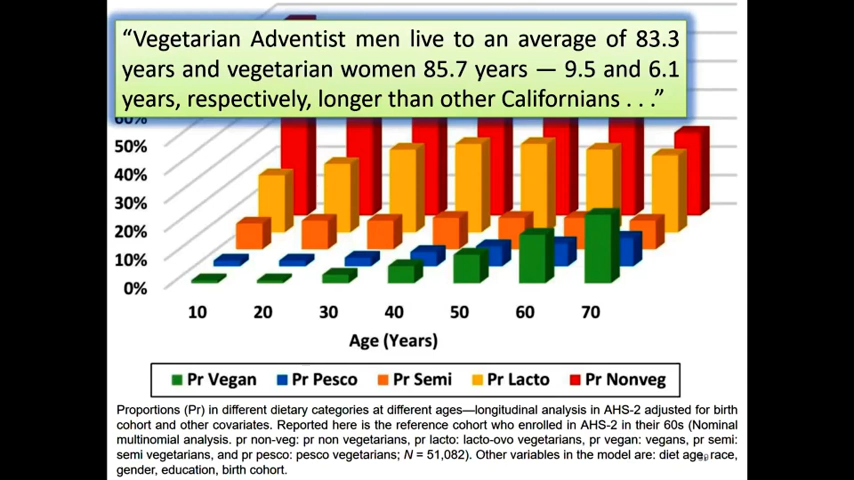 “Vegetarian Adventist men live to an average of 83.3
years and vegetarian women 85.7 years — 9.5 and 6.1
years, respectively, longer than other Californians . . .”
60%
50%
40%
30%
20%
10%
0%
10 20 30 40 50 60 70
Age (Years)
Pr Vegan Pr Pesco Pr Semi Pr Lacto Pr Nonveg
Proportions (Pr) in different dietary categories at different ages—longitudinal analysis in AHS-2 adjusted for birth
cohort and other covariates. Reported here is the reference cohort who enrolled in AHS-2 in their 60s (Nominal
multinomial analysis. pr non-veg: pr non vegetarians, pr lacto: lacto-ovo vegetarians, pr vegan: vegans, pr semi:
semi vegetarians, and pr pesco: pesco vegetarians; N = 51,082). Other variables in the model are: diet age, race,
gender, education, birth cohort.